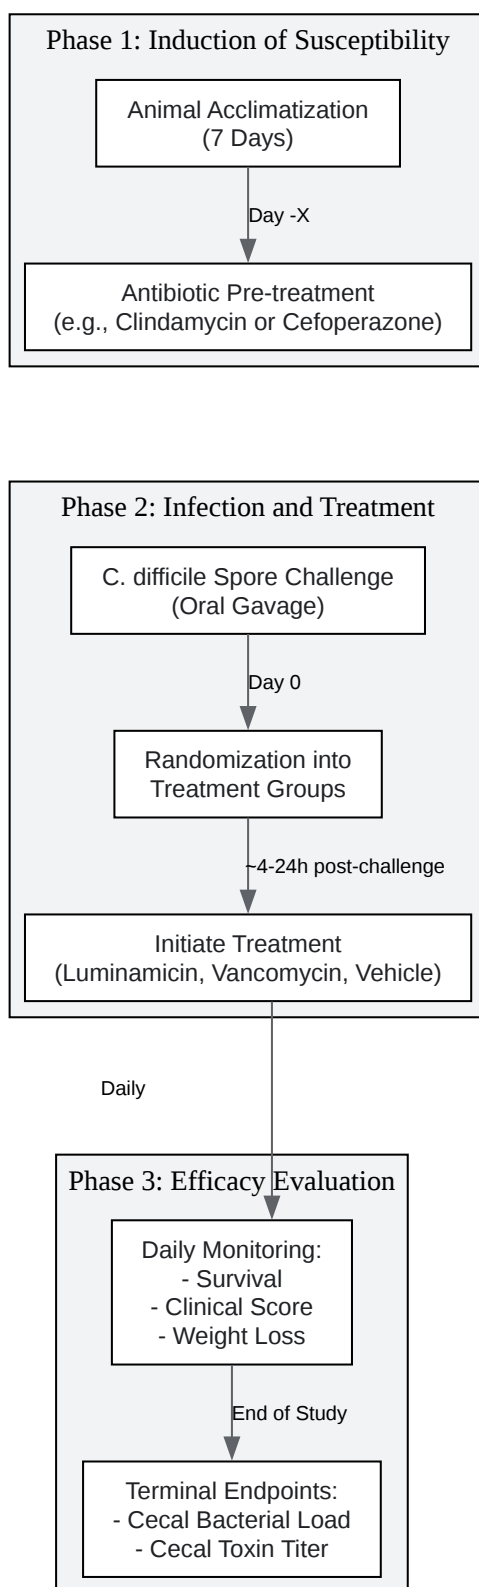 Phase 1: Induction of Susceptibility
Animal Acclimatization
(7 Days)
Day -X
Antibiotic Pre-treatment
(e.g., Clindamycin or Cefoperazone)
Phase 2: Infection and Treatment
C. difficile Spore Challenge
(Oral Gavage)
Day 0
Randomization into
Treatment Groups
~4-24h post-challenge
Initiate Treatment
(Luminamicin, Vancomycin, Vehicle)
Daily
Phase 3: Efficacy Evaluation
Daily Monitoring:
- Survival
- Clinical Score
- Weight Loss
End of Study
Terminal Endpoints:
- Cecal Bacterial Load
- Cecal Toxin Titer